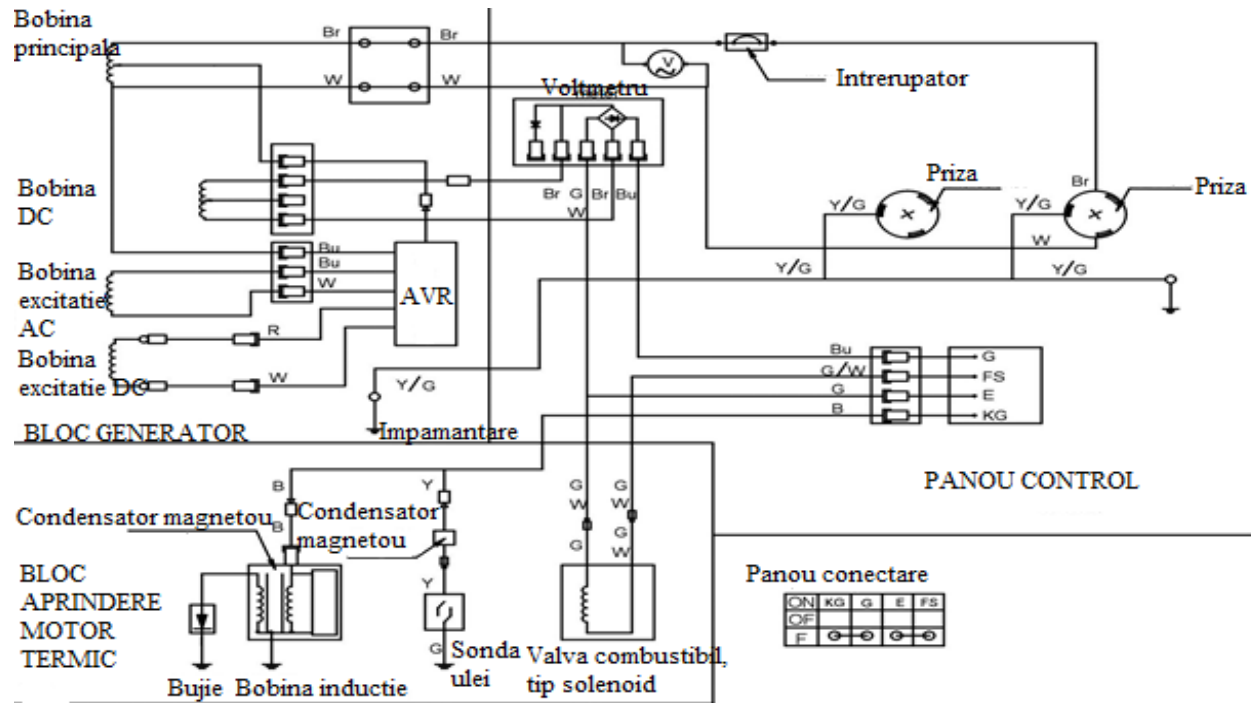 Bobina
principala
Br
Br
W
W
V
Intrerupator
Voltmetru
Bobina
DC
Br
G
Br
Bu
W
Priza
Priza
Br
Y/G
Y/G
W
Y/G
Y/G
Bobina
excitatie
AC
Bu
Bu
W
AVR
Bobina
excitatie DC
R
W
Y/G
BLOC GENERATOR
Impamantare
Bu
G/W
G
B
G
FS
E
KG
PANOU CONTROL
B
B
Y
Y
G
W
G
W
G
G
W
Condensator magnetou
Condensator
magnetou
BLOC
APRINDERE
MOTOR
TERMIC
G
Sonda
ulei
Valva combustibil,
tip solenoid
Bujie
Bobina inductie
Panou conectare
ON KG G E FS
OF
F